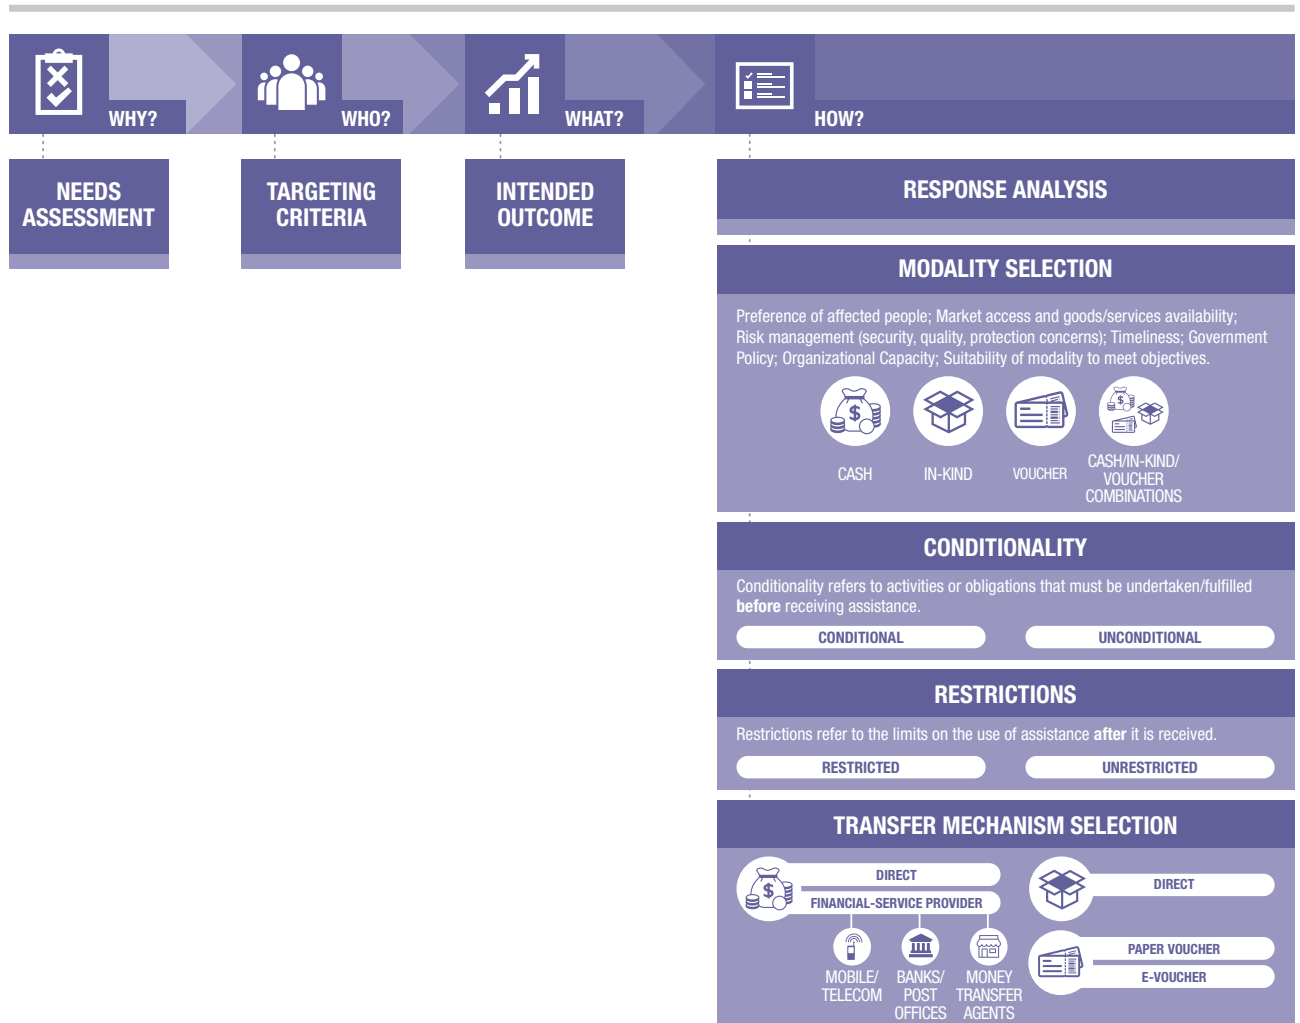 WHY?
WHO?
WHAT?
HOW?
NEEDS
ASSESSMENT
TARGETING
CRITERIA
INTENDED
OUTCOME
RESPONSE ANALYSIS
MODALITY SELECTION
Preference of affected people; Market access and goods/services availability;
Risk management (security, quality, protection concerns); Timeliness; Government
Policy; Organizational Capacity; Suitability of modality to meet objectives.
$
$
CASH
IN-KIND
VOUCHER
CASH/IN-KIND/
VOUCHER
COMBINATIONS
CONDITIONALITY
Conditionality refers to activities or obligations that must be undertaken/fulfilled
before receiving assistance.
CONDITIONAL
UNCONDITIONAL
RESTRICTIONS
Restrictions refer to the limits on the use of assistance after it is received.
RESTRICTED
UNRESTRICTED
TRANSFER MECHANISM SELECTION
$
DIRECT
FINANCIAL-SERVICE PROVIDER
MOBILE/
TELECOM
BANKS/
POST
OFFICES
MONEY
TRANSFER
AGENTS
DIRECT
PAPER VOUCHER
E-VOUCHER